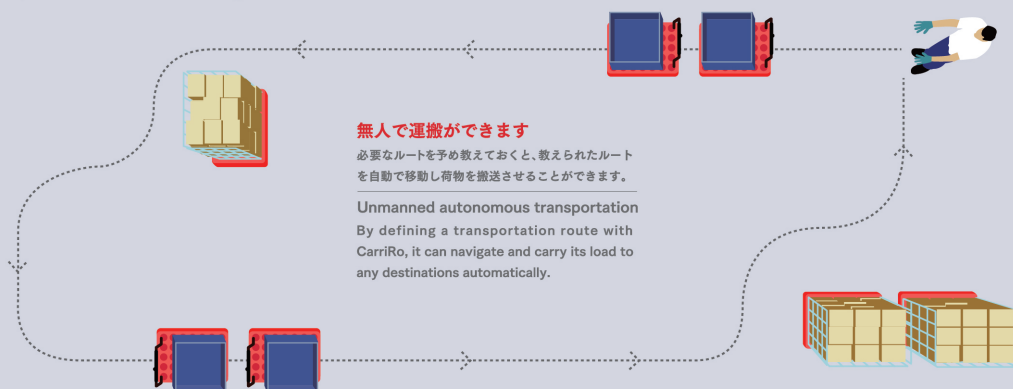 無人で運搬ができます
必要なルートを予め教えておくと、教えられたルート
を自動で移動し荷物を搬送させることができます。
Unmanned autonomous transportation
By defining a transportation route with
CarriRo, it can navigate and carry its load to
any destinations automatically.